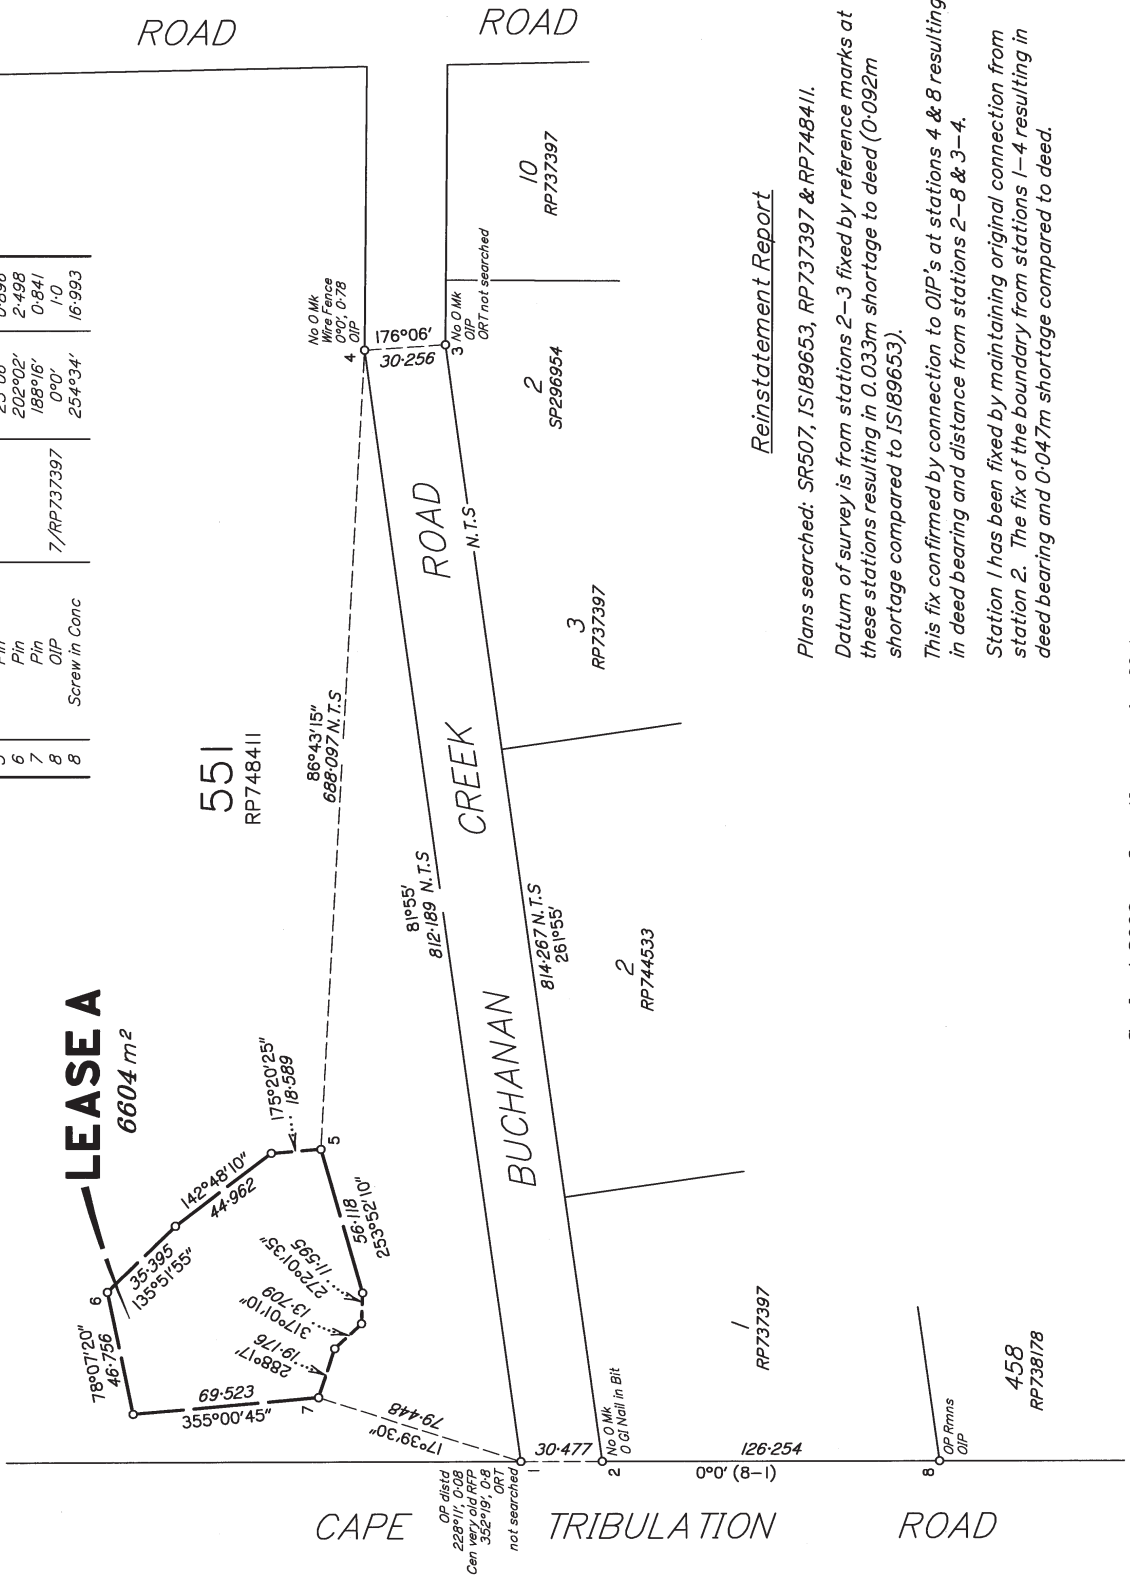 ROAD
ROAD
6
7
8
8
Pin
Pin
OIP
Screw in Conc
7/RP737397
202°02'
188°16'
0°0'
254°34'
2·498
0·841
1·0
16·993
LEASE A
6604 m²
551
RP748411
78°07'20"
46·756
6
35·395
135°51'55"
142°48'10"
44·962
175°20'25"
18·589
5
56·118
253°52'10"
272°01'35"
11·595
317°01'10"
13·709
288°17'
19·176
69·523
355°00'45"
7
17°39'30"
79·448
86°43'15"
688·097 N.T.S
No O Mk
Wire Fence
0°0', 0·78
OIP
4
176°06'
30·256
3
No O Mk
OIP
ORT not searched
10
RP737397
2
SP296954
81°55'
812·189 N.T.S
BUCHANAN CREEK ROAD
N.T.S
814·267 N.T.S
261°55'
3
RP737397
2
RP744533
1
RP737397
458
RP738178
OP distd
228°11', 0·08
Cen very old RFP
352°19', 0·8
ORT
not searched
1
30·477
2
No O Mk
O GI Nail in Bit
126·254
0°0' (8-1)
8
OP Rmns
OIP
CAPE TRIBULATION ROAD
Reinstatement Report
Plans searched: SR507, IS189653, RP737397 & RP748411.
Datum of survey is from stations 2-3 fixed by reference marks at
these stations resulting in 0.033m shortage to deed (0·092m
shortage compared to IS189653).
This fix confirmed by connection to OIP's at stations 4 & 8 resulting
in deed bearing and distance from stations 2-8 & 3-4.
Station 1 has been fixed by maintaining original connection from
station 2. The fix of the boundary from stations 1-4 resulting in
deed bearing and 0·047m shortage compared to deed.